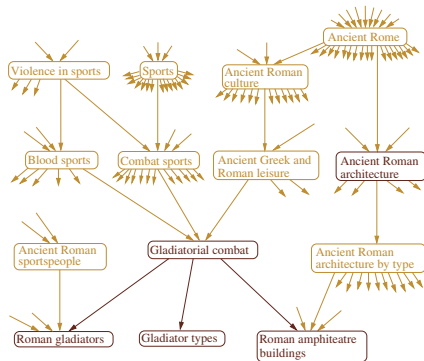 Ancient Rome
Violence in sports
Sports
Ancient Roman
culture
Blood sports
Combat sports
Ancient Greek and
Roman leisure
Ancient Roman
architecture
Ancient Roman
sportspeople
Gladiatorial combat
Ancient Roman
architecture by type
Roman gladiators
Gladiator types
Roman amphiteatre
buildings